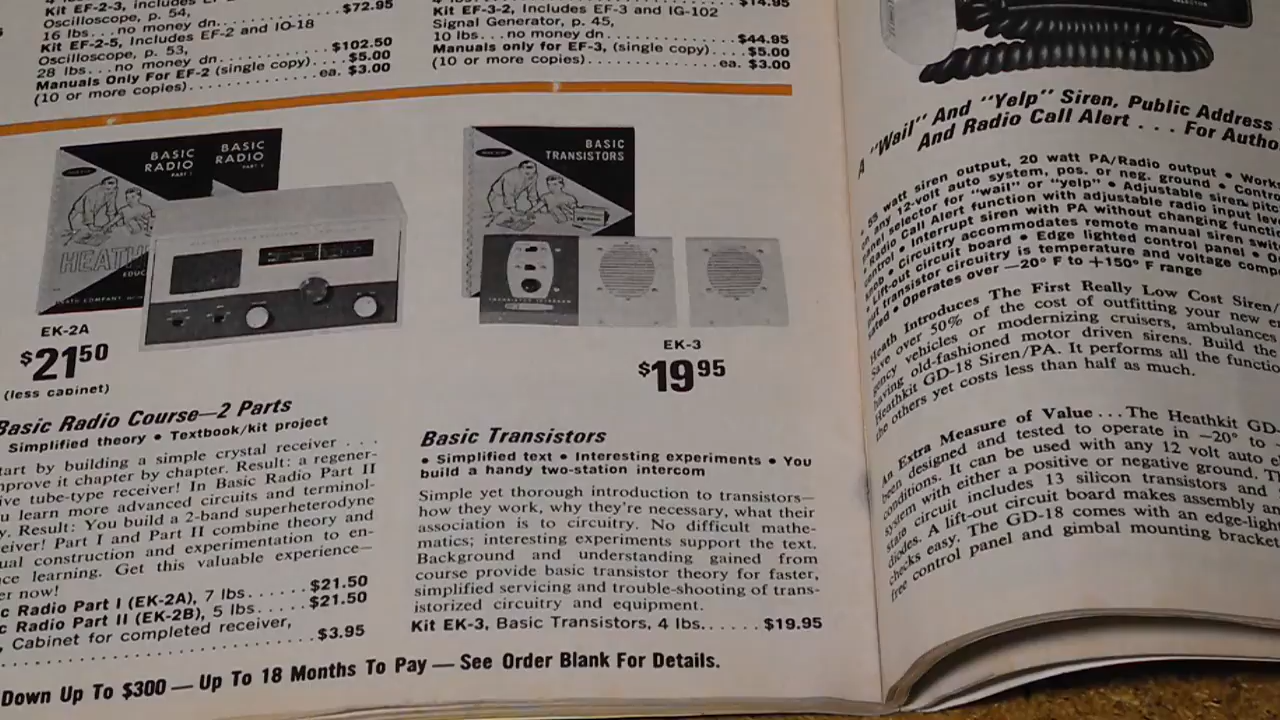 Kit EF-2-3, includes
Oscilloscope, p. 54,
16 lbs...no money dn. $72.95
Kit EF-2-5, Includes EF-2 and IO-18
Oscilloscope, p. 53,
28 lbs...no money dn. $102.50
Manuals Only For EF-2 (single copy). $5.00
(10 or more copies). ea. $3.00
$14.95
Kit EF-3-2, Includes EF-3 and IG-102
Signal Generator, p. 45,
10 lbs...no money dn. $44.95
Manuals only for EF-3, (single copy) $5.00
(10 or more copies) ea. $3.00
BASIC
RADIO
PART 1
BASIC
RADIO
HEATH
EK-2A
$2150
(less cabinet)
Basic Radio Course—2 Parts
Simplified theory • Textbook/kit project
tart by building a simple crystal receiver . . .
mprove it chapter by chapter. Result: a regener-
ive tube-type receiver! In Basic Radio Part II
u learn more advanced circuits and terminol-
y. Result: You build a 2-band superheterodyne
eiver! Part I and Part II combine theory and
ual construction and experimentation to en-
ce learning. Get this valuable experience—
er now!
c Radio Part I (EK-2A), 7 lbs. $21.50
c Radio Part II (EK-2B), 5 lbs. $21.50
, Cabinet for completed receiver,
$3.95
BASIC
TRANSISTORS
EK-3
$1995
Basic Transistors
• Simplified text • Interesting experiments • You
build a handy two-station intercom
Simple yet thorough introduction to transistors—
how they work, why they're necessary, what their
association is to circuitry. No difficult mathe-
matics; interesting experiments support the text.
Background and understanding gained from
course provide basic transistor theory for faster,
simplified servicing and trouble-shooting of trans-
istorized circuitry and equipment.
Kit EK-3, Basic Transistors, 4 lbs. $19.95
Down Up To $300 — Up To 18 Months To Pay — See Order Blank For Details.
SELECTOR
A "Wail" And "Yelp" Siren, Public Address
And Radio Call Alert . . . For Autho
• 55 watt siren output, 20 watt PA/Radio output • Works
on any 12-volt auto system, pos. or neg. ground • Control
panel selector for "wail" or "yelp" • Adjustable siren pitch
• Radio Call Alert function with adjustable radio input level
control • Interrupt siren with PA without changing functi
knob • Circuitry accommodates remote manual siren switc
• Lift-out circuit board • Edge lighted control panel • O
put transistor circuitry is temperature and voltage comp
sated • Operates over —20° F to +150° F range
Heath Introduces The First Really Low Cost Siren/
Save over 50% of the cost of outfitting your new e
gency vehicles or modernizing cruisers, ambulances
having old-fashioned motor driven sirens. Build the
Heathkit GD-18 Siren/PA. It performs all the functio
the others yet costs less than half as much.
An Extra Measure of Value . . . The Heathkit GD-
been designed and tested to operate in —20° to
conditions. It can be used with any 12 volt auto el
system with either a positive or negative ground. Th
state circuit includes 13 silicon transistors and
diodes. A lift-out circuit board makes assembly an
checks easy. The GD-18 comes with an edge-light
free control panel and gimbal mounting bracket